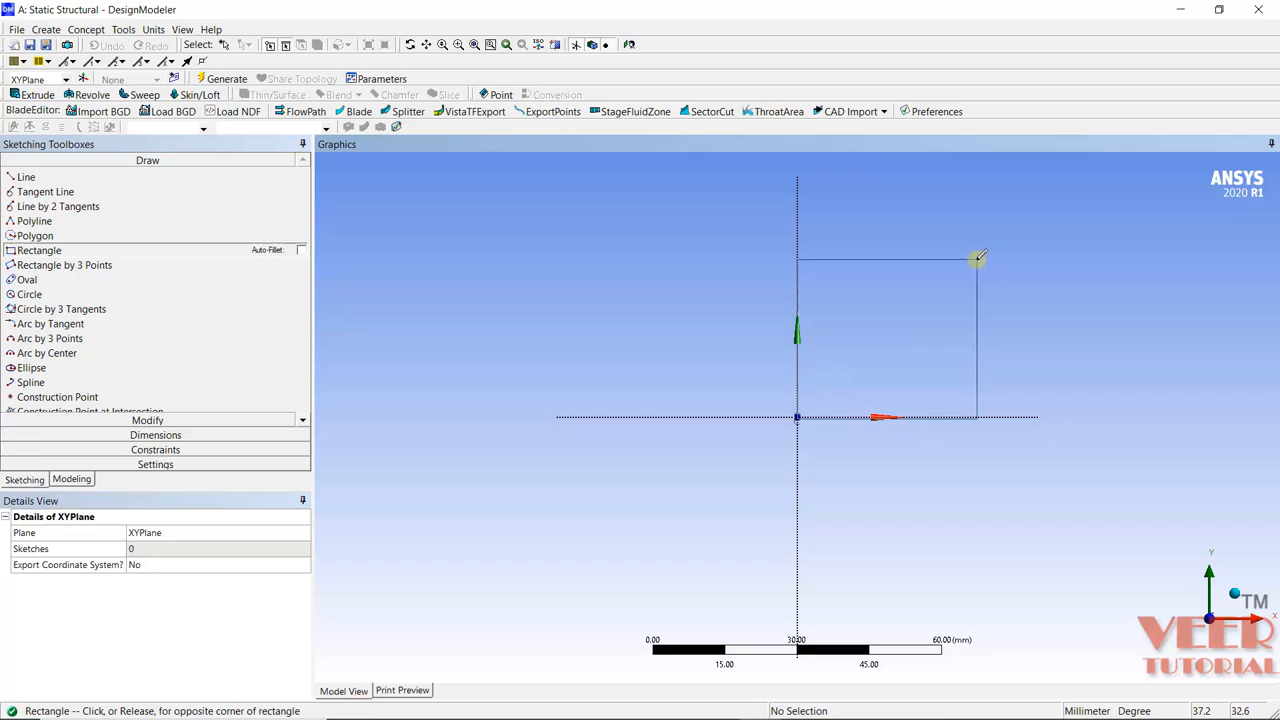 A: Static Structural - DesignModeler
File Create Concept Tools Units View Help
Undo Redo Select:
XYPlane None Generate Share Topology Parameters
Extrude Revolve Sweep Skin/Loft Thin/Surface Blend Chamfer Slice Point Conversion
BladeEditor: Import BGD Load BGD Load NDF FlowPath Blade Splitter VistaTFExport ExportPoints StageFluidZone SectorCut ThroatArea CAD Import Preferences
Sketching Toolboxes
Graphics
Draw
Line
Tangent Line
Line by 2 Tangents
Polyline
Polygon
Rectangle Auto-Fillet:
Rectangle by 3 Points
Oval
Circle
Circle by 3 Tangents
Arc by Tangent
Arc by 3 Points
Arc by Center
Ellipse
Spline
Construction Point
Construction Point at Intersection
Modify
Dimensions
Constraints
Settings
Sketching Modeling
Details View
Details of XYPlane
Plane XYPlane
Sketches 0
Export Coordinate System? No
ANSYS
2020 R1
0.00 30.00 60.00 (mm)
15.00 45.00
Y
X
TM
VEER
TUTORIAL
Model View Print Preview
Rectangle -- Click, or Release, for opposite corner of rectangle No Selection Millimeter Degree 37.2 32.6